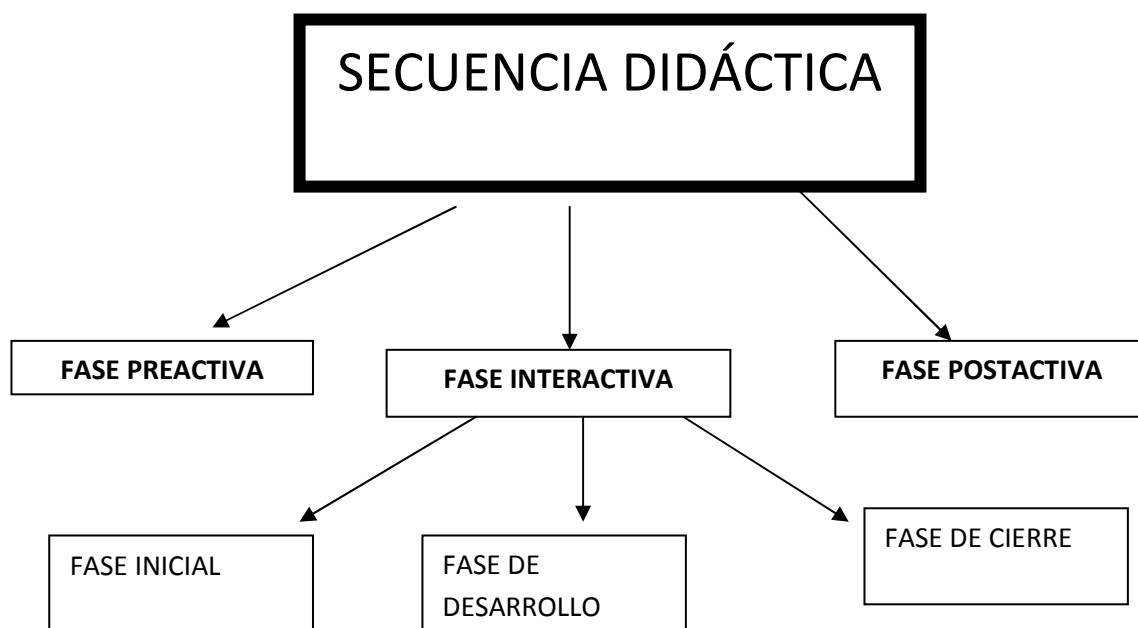 SECUENCIA DIDÁCTICA
FASE PREACTIVA
FASE INTERACTIVA
FASE POSTACTIVA
FASE INICIAL
FASE DE
DESARROLLO
FASE DE CIERRE